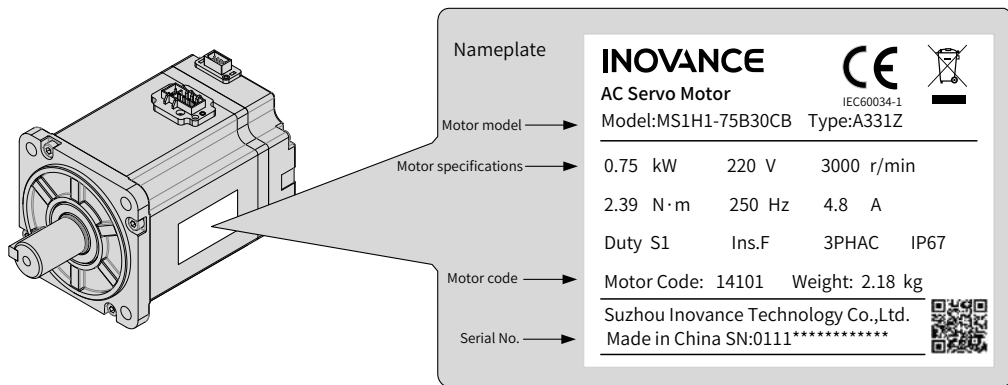 Nameplate
INOVANCE
AC Servo Motor
IEC60034-1
Motor model
Model:MS1H1-75B30CB Type:A331Z
Motor specifications
0.75 kW 220 V 3000 r/min
2.39 N·m 250 Hz 4.8 A
Duty S1 Ins.F 3PHAC IP67
Motor code
Motor Code: 14101 Weight: 2.18 kg
Suzhou Inovance Technology Co.,Ltd.
Serial No.
Made in China SN:0111************